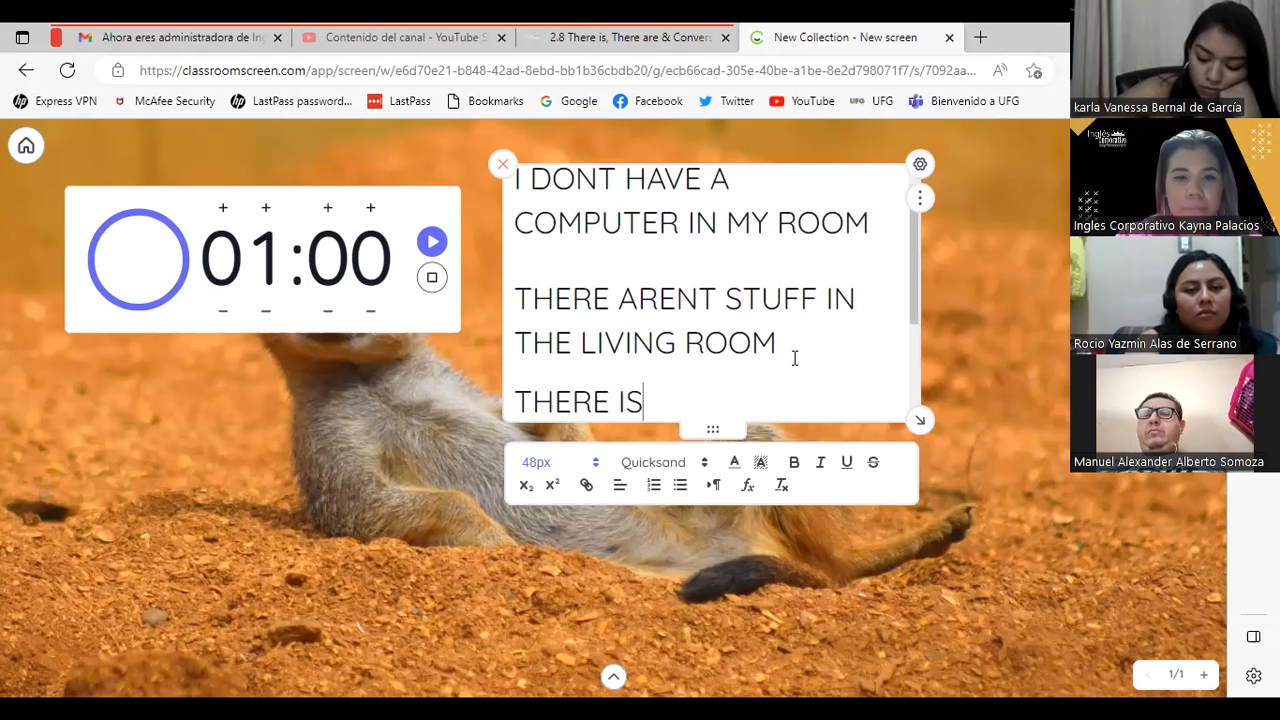 Ahora eres administradora de Ing
Contenido del canal - YouTube S
2.8 There is, There are & Convers
New Collection - New screen
https://classroomscreen.com/app/screen/w/e6d70e21-b848-42ad-8ebd-bb1b36cbdb20/g/ecb66cad-305e-40be-a1be-8e2d798071f7/s/7092aa...
Express VPN
McAfee Security
LastPass password...
LastPass
Bookmarks
Google
Facebook
Twitter
YouTube
UFG
UFG
Bienvenido a UFG
01:00
I DONT HAVE A
COMPUTER IN MY ROOM
THERE ARENT STUFF IN
THE LIVING ROOM
THERE IS
48px
Quicksand
1/1
karla Vanessa Bernal de García
Inglés
Corporativo
Ingles Corporativo Kayna Palacios
Rocio Yazmin Alas de Serrano
Manuel Alexander Alberto Somoza